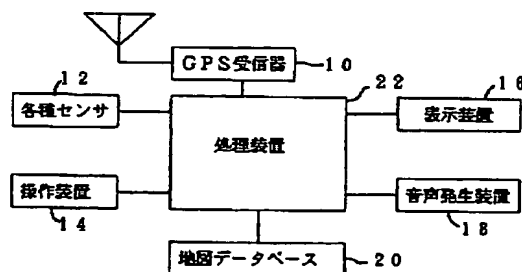 GPS受信器 10
12 22 16
各種センサ 表示装置
処理装置
操作装置 音声発生装置
14 18
地図データベース 20